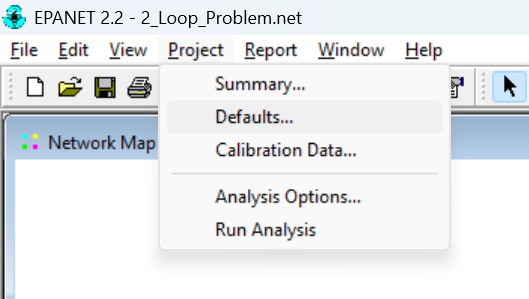 EPANET 2.2 - 2_Loop_Problem.net
File Edit View Project Report Window Help
Summary...
Defaults...
Network Map
Calibration Data...
Analysis Options...
Run Analysis